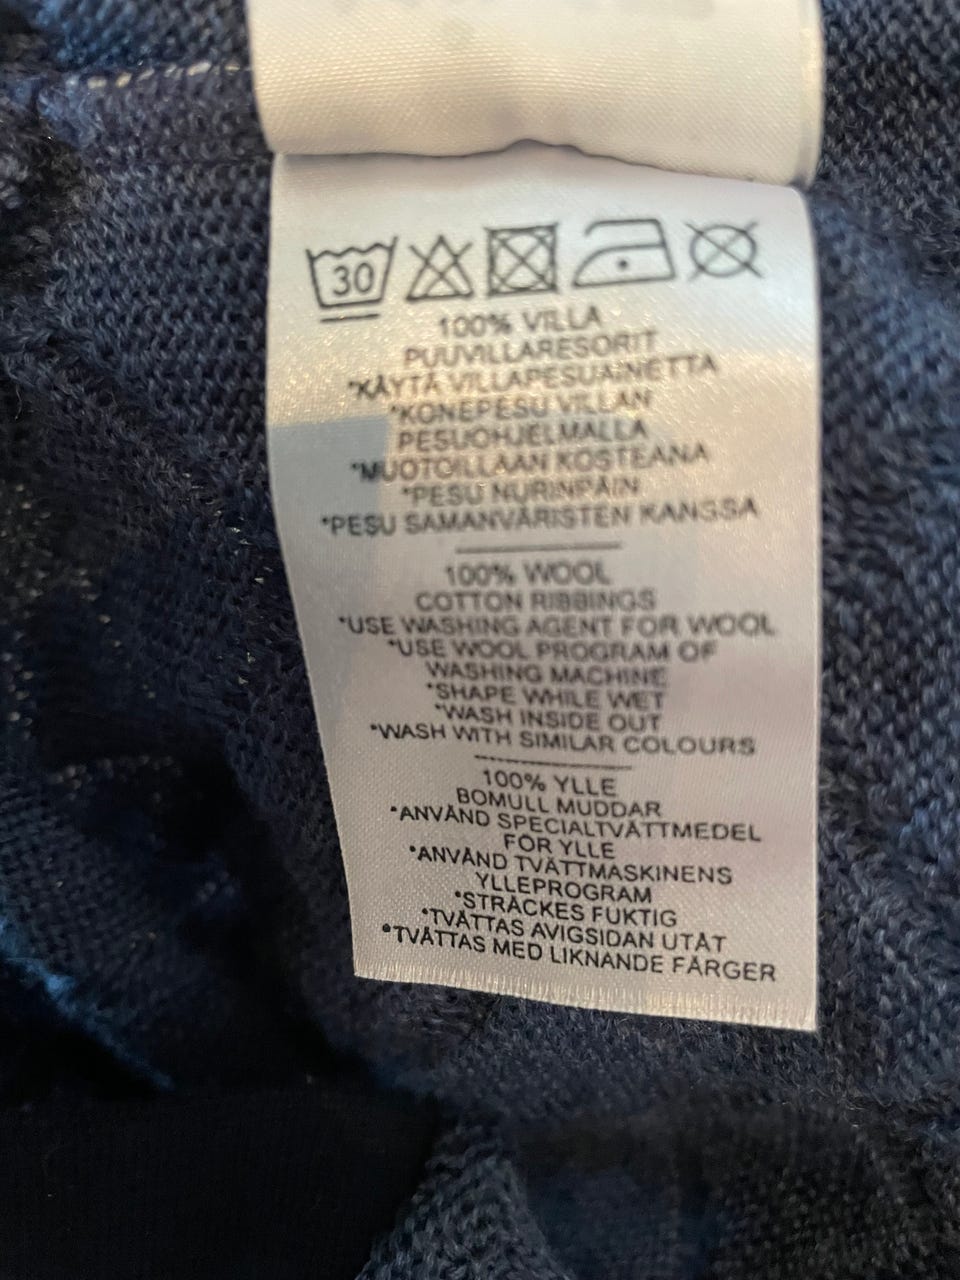 30
100% VILLA
PUUVILLARESORIT
*KÄYTÄ VILLAPESUAINETTA
*KONEPESU VILLAN
PESUOHJELMALLA
*MUOTOILLAAN KOSTEANA
*PESU NURINPÄIN
*PESU SAMANVÄRISTEN KANGSSA
100% WOOL
COTTON RIBBINGS
*USE WASHING AGENT FOR WOOL
*USE WOOL PROGRAM OF
WASHING MACHINE
*SHAPE WHILE WET
*WASH INSIDE OUT
*WASH WITH SIMILAR COLOURS
100% YLLE
BOMULL MUDDAR
*ANVÄND SPECIALTVÄTTMEDEL
FÖR YLLE
*ANVÄND TVÄTTMASKINENS
YLLEPROGRAM
*STRÄCKES FUKTIG
*TVÄTTAS AVIGSIDAN UTÅT
*TVÄTTAS MED LIKNANDE FÄRGER